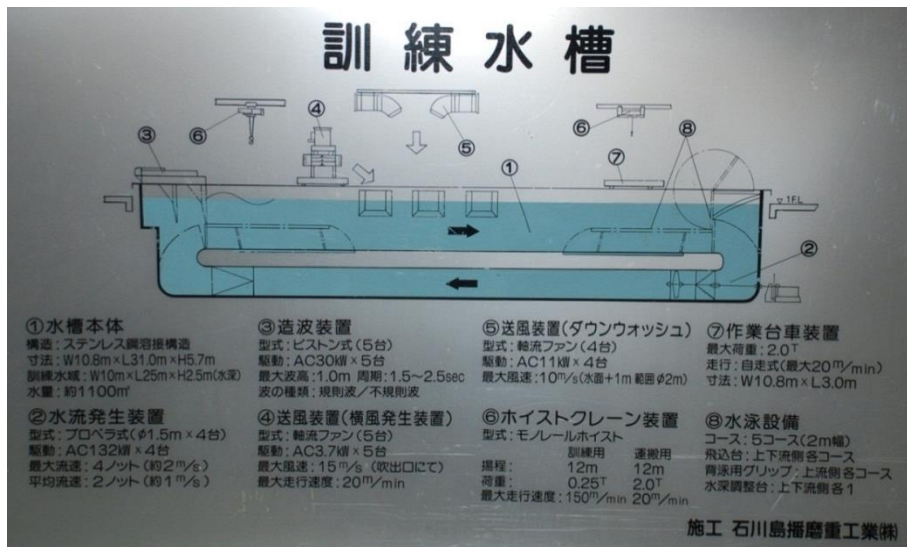 訓練水槽
⑥
④
⑤
⑥
⑧
③
①
⑦
▽1FL
②
①水槽本体
構造：ステンレス鋼溶接構造
寸法：W10.8m×L31.0m×H5.7m
訓練水域：W10m×L25m×H2.5m(水深)
水量：約1100㎥
②水流発生装置
型式：プロペラ式(φ1.5m×4台)
駆動：AC132kW×4台
最大流速：4ノット(約2m/s)
平均流速：2ノット(約1m/s)
③造波装置
型式：ピストン式(5台)
駆動：AC30kW×5台
最大波高：1.0m 周期：1.5~2.5sec
波の種類：規則波/不規則波
④送風装置(横風発生装置)
型式：軸流ファン(5台)
駆動：AC3.7kW×5台
最大風速：15m/s (吹出口にて)
最大走行速度：20m/min
⑤送風装置(ダウンウォッシュ)
型式：軸流ファン(4台)
駆動：AC11kW×4台
最大風速：10m/s(水面+1m 範囲φ2m)
⑥ホイストクレーン装置
型式：モノレールホイスト
訓練用 運搬用
揚程： 12m 12m
荷重： 0.25T 2.0T
最大走行速度：150m/min 20m/min
⑦作業台車装置
最大荷重：2.0T
走行：自走式(最大20m/min)
寸法：W10.8m×L3.0m
⑧水泳設備
コース：5コース(2m幅)
飛込台：上下流側各コース
背泳用グリップ：上流側各コース
水深調整台：上下流側各1
施工 石川島播磨重工業㈱